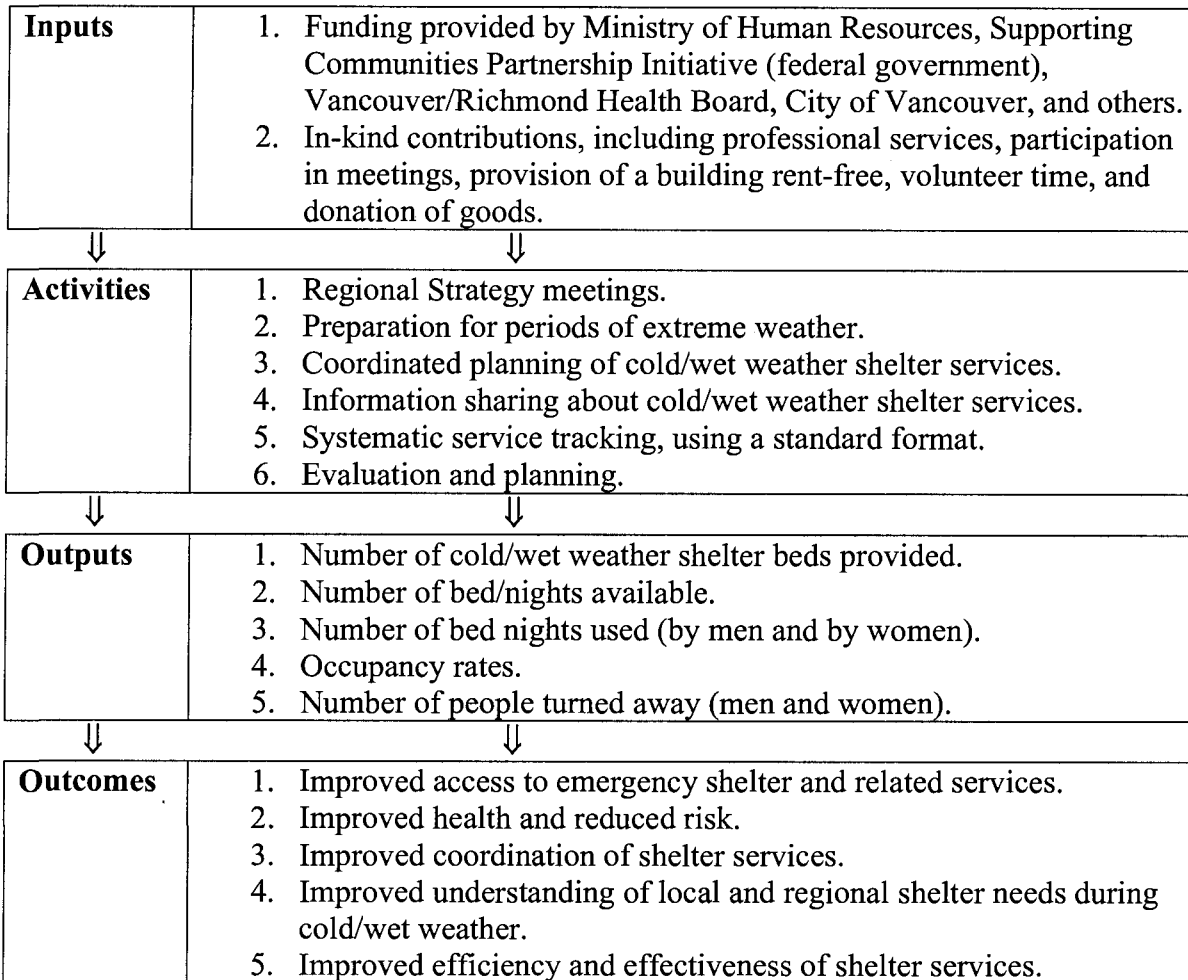 Inputs
1. Funding provided by Ministry of Human Resources, Supporting
Communities Partnership Initiative (federal government),
Vancouver/Richmond Health Board, City of Vancouver, and others.
2. In-kind contributions, including professional services, participation
in meetings, provision of a building rent-free, volunteer time, and
donation of goods.
⇓ ⇓
Activities
1. Regional Strategy meetings.
2. Preparation for periods of extreme weather.
3. Coordinated planning of cold/wet weather shelter services.
4. Information sharing about cold/wet weather shelter services.
5. Systematic service tracking, using a standard format.
6. Evaluation and planning.
⇓ ⇓
Outputs
1. Number of cold/wet weather shelter beds provided.
2. Number of bed/nights available.
3. Number of bed nights used (by men and by women).
4. Occupancy rates.
5. Number of people turned away (men and women).
⇓ ⇓
Outcomes
1. Improved access to emergency shelter and related services.
2. Improved health and reduced risk.
3. Improved coordination of shelter services.
4. Improved understanding of local and regional shelter needs during
cold/wet weather.
5. Improved efficiency and effectiveness of shelter services.